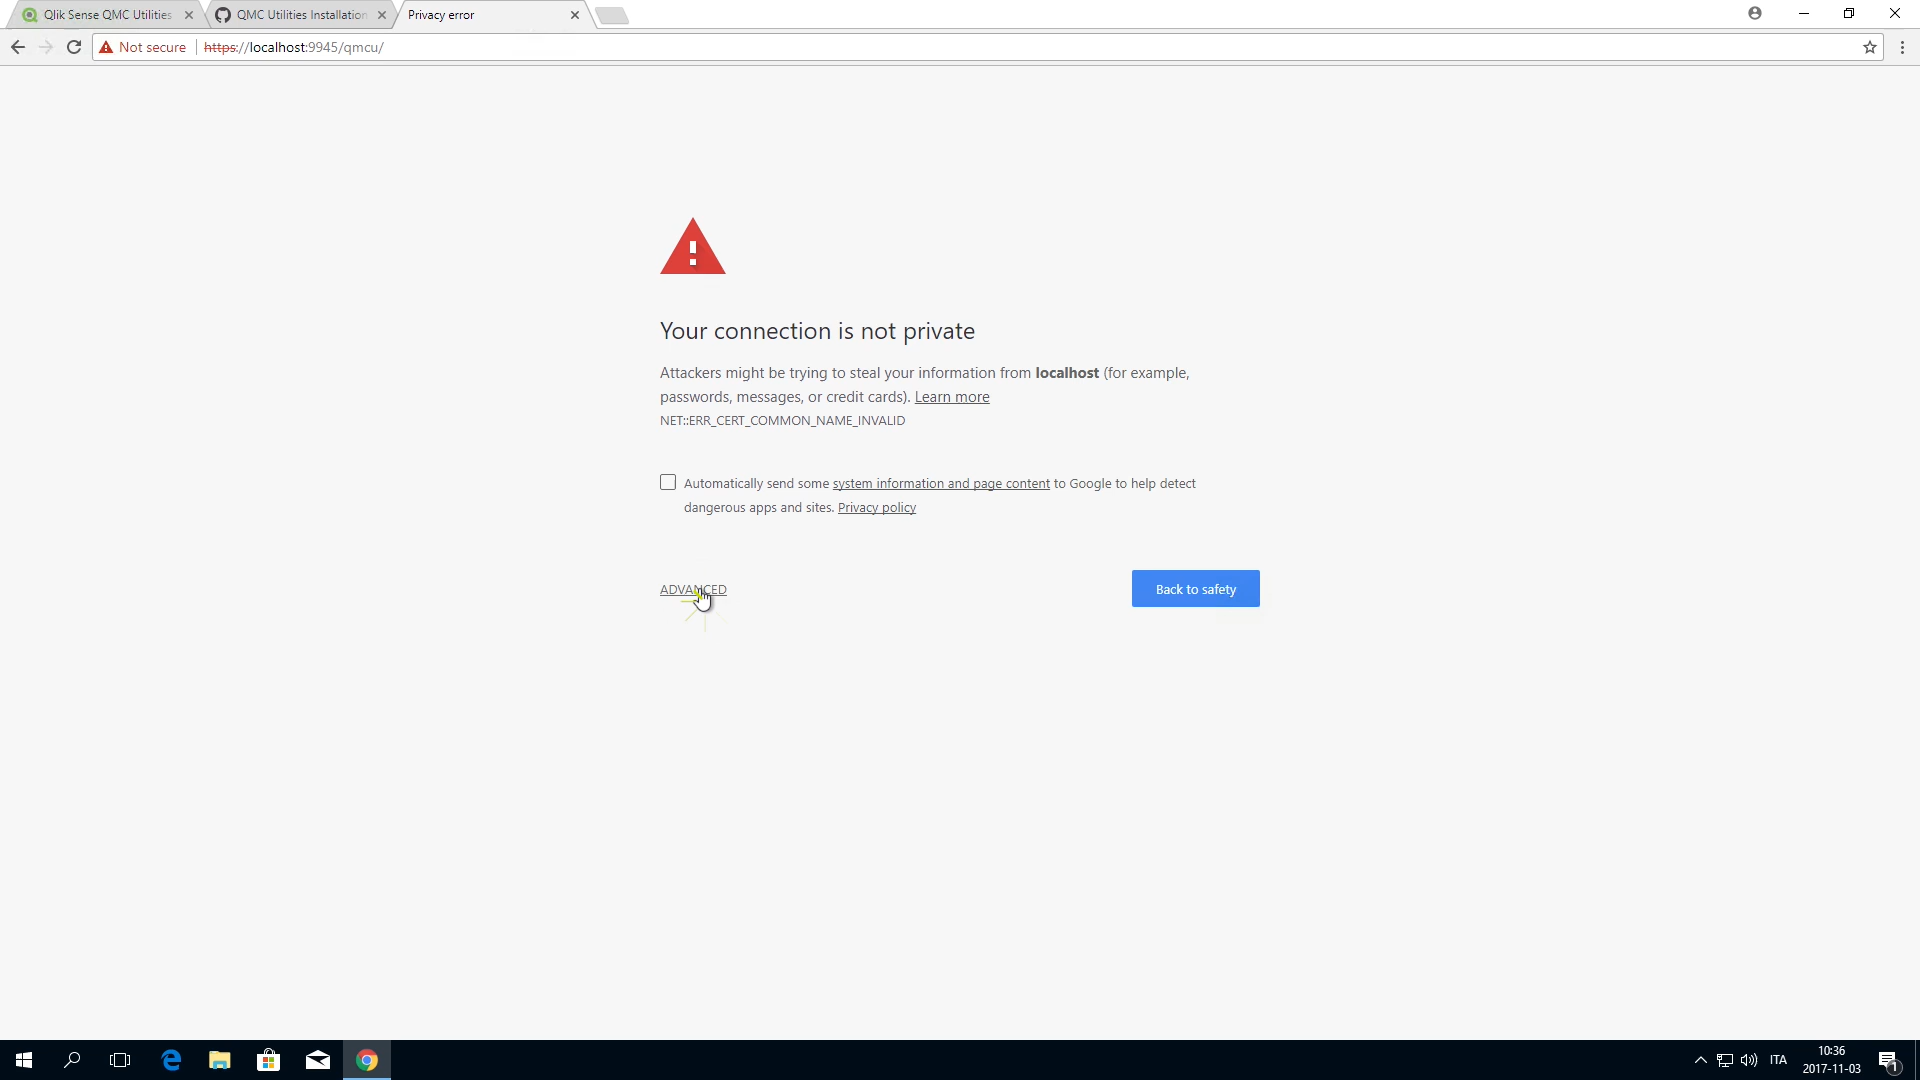 Qlik Sense QMC Utilities
QMC Utilities Installation
Privacy error
Not secure
https://localhost:9945/qmcu/
Your connection is not private
Attackers might be trying to steal your information from localhost (for example,
passwords, messages, or credit cards). Learn more
NET::ERR_CERT_COMMON_NAME_INVALID
Automatically send some system information and page content to Google to help detect
dangerous apps and sites. Privacy policy
ADVANCED
Back to safety
ITA
10:36
2017-11-03
1